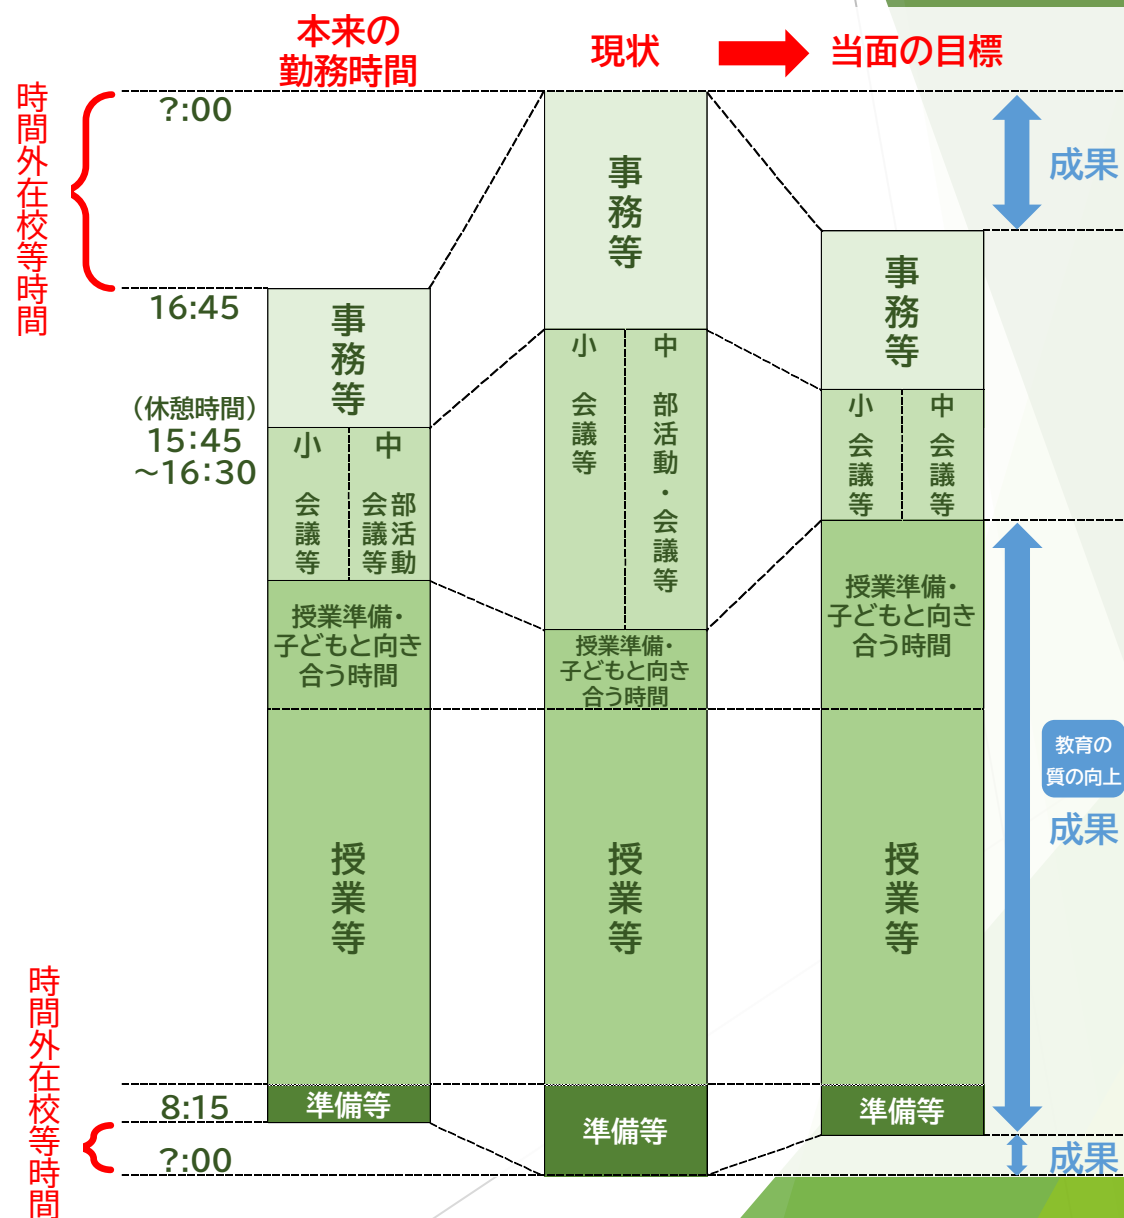 本来の
勤務時間
現状
当面の目標
時間外在校等時間
?:00
16:45
（休憩時間）
15:45
～16:30
8:15
?:00
時間外在校等時間
事務等
小
会議等
中
会議等
部活動
授業準備・
子どもと向き
合う時間
授業等
準備等
事務等
小
会議等
中
部活動・会議等
授業準備・
子どもと向き
合う時間
授業等
準備等
事務等
小
会議等
中
会議等
授業準備・
子どもと向き
合う時間
授業等
準備等
成果
教育の
質の向上
成果
成果